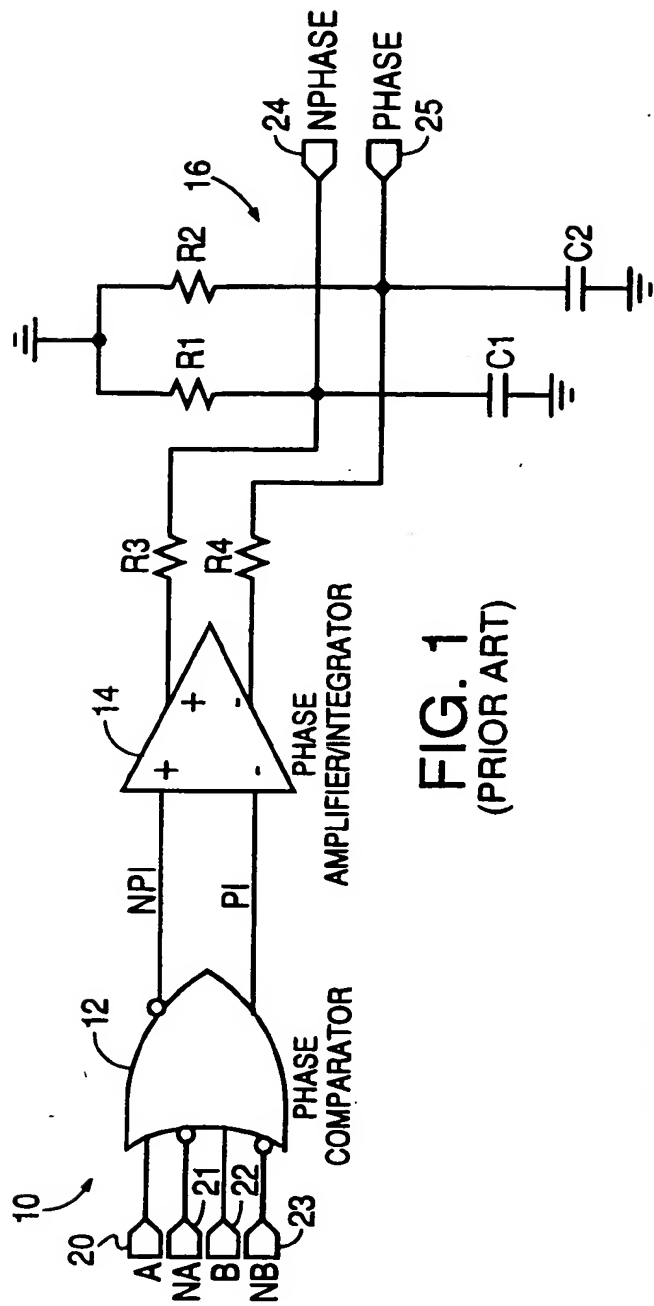 10
20
A
NA
21
B
22
NB
23
12
PHASE
COMPARATOR
NPI
PI
14
+
+
-
-
PHASE
AMPLIFIER/INTEGRATOR
R3
R4
R1
R2
16
C1
C2
24
NPHASE
PHASE
25
FIG. 1
(PRIOR ART)